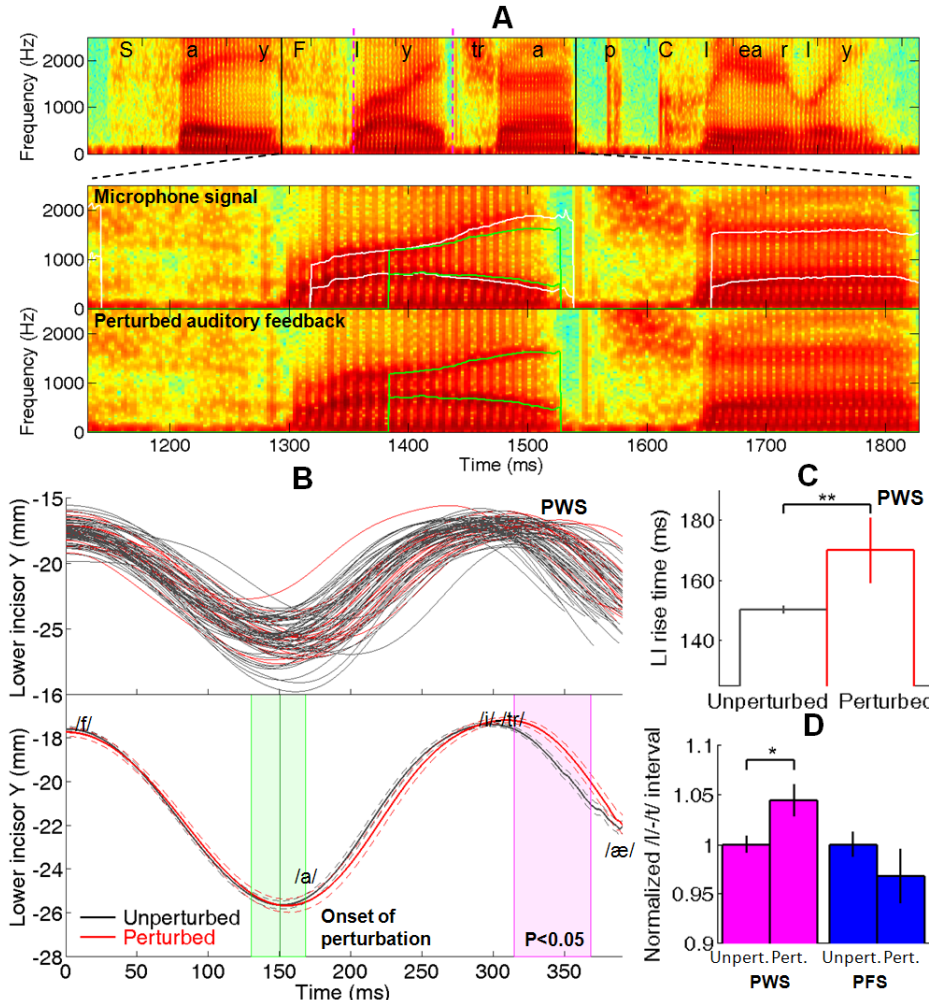 A
Frequency (Hz)
2000
1000
0
S a y F l y tr a p C l ea r l y
Microphone signal
Frequency (Hz)
2000
1000
0
Perturbed auditory feedback
Frequency (Hz)
2000
1000
0
1200 1300 1400 1500 1600 1700 1800
Time (ms)
B
PWS
Lower incisor Y (mm)
-15
-20
-25
-16
/f/
/i/-/tr/
/a/
/æ/
Lower incisor Y (mm)
-18
-20
-22
-24
-26
-28
Unperturbed
Perturbed
Onset of
perturbation
P<0.05
0 50 100 150 200 250 300 350
Time (ms)
C
PWS
**
LI rise time (ms)
180
160
140
Unperturbed Perturbed
D
*
Normalized /l/-/t/ interval
1.1
1.05
1
0.95
0.9
Unpert. Pert. Unpert. Pert.
PWS PFS